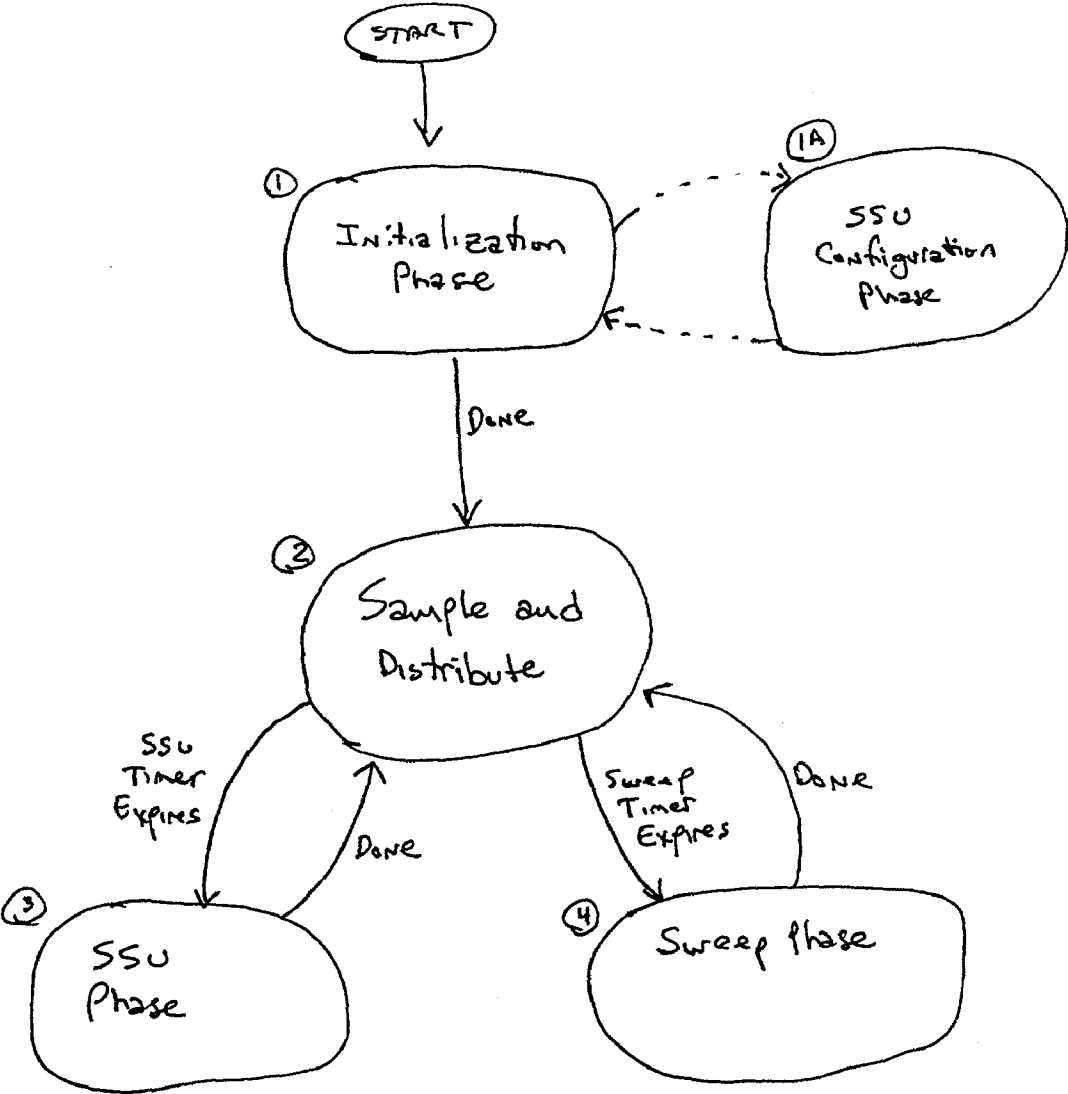 START
1A
1
Initialization
Phase
SSU
Configuration
Phase
Done
2
Sample and
Distribute
SSU
Timer
Expires
Done
Sweep
Timer
Expires
Done
3
SSU
Phase
4
Sweep Phase